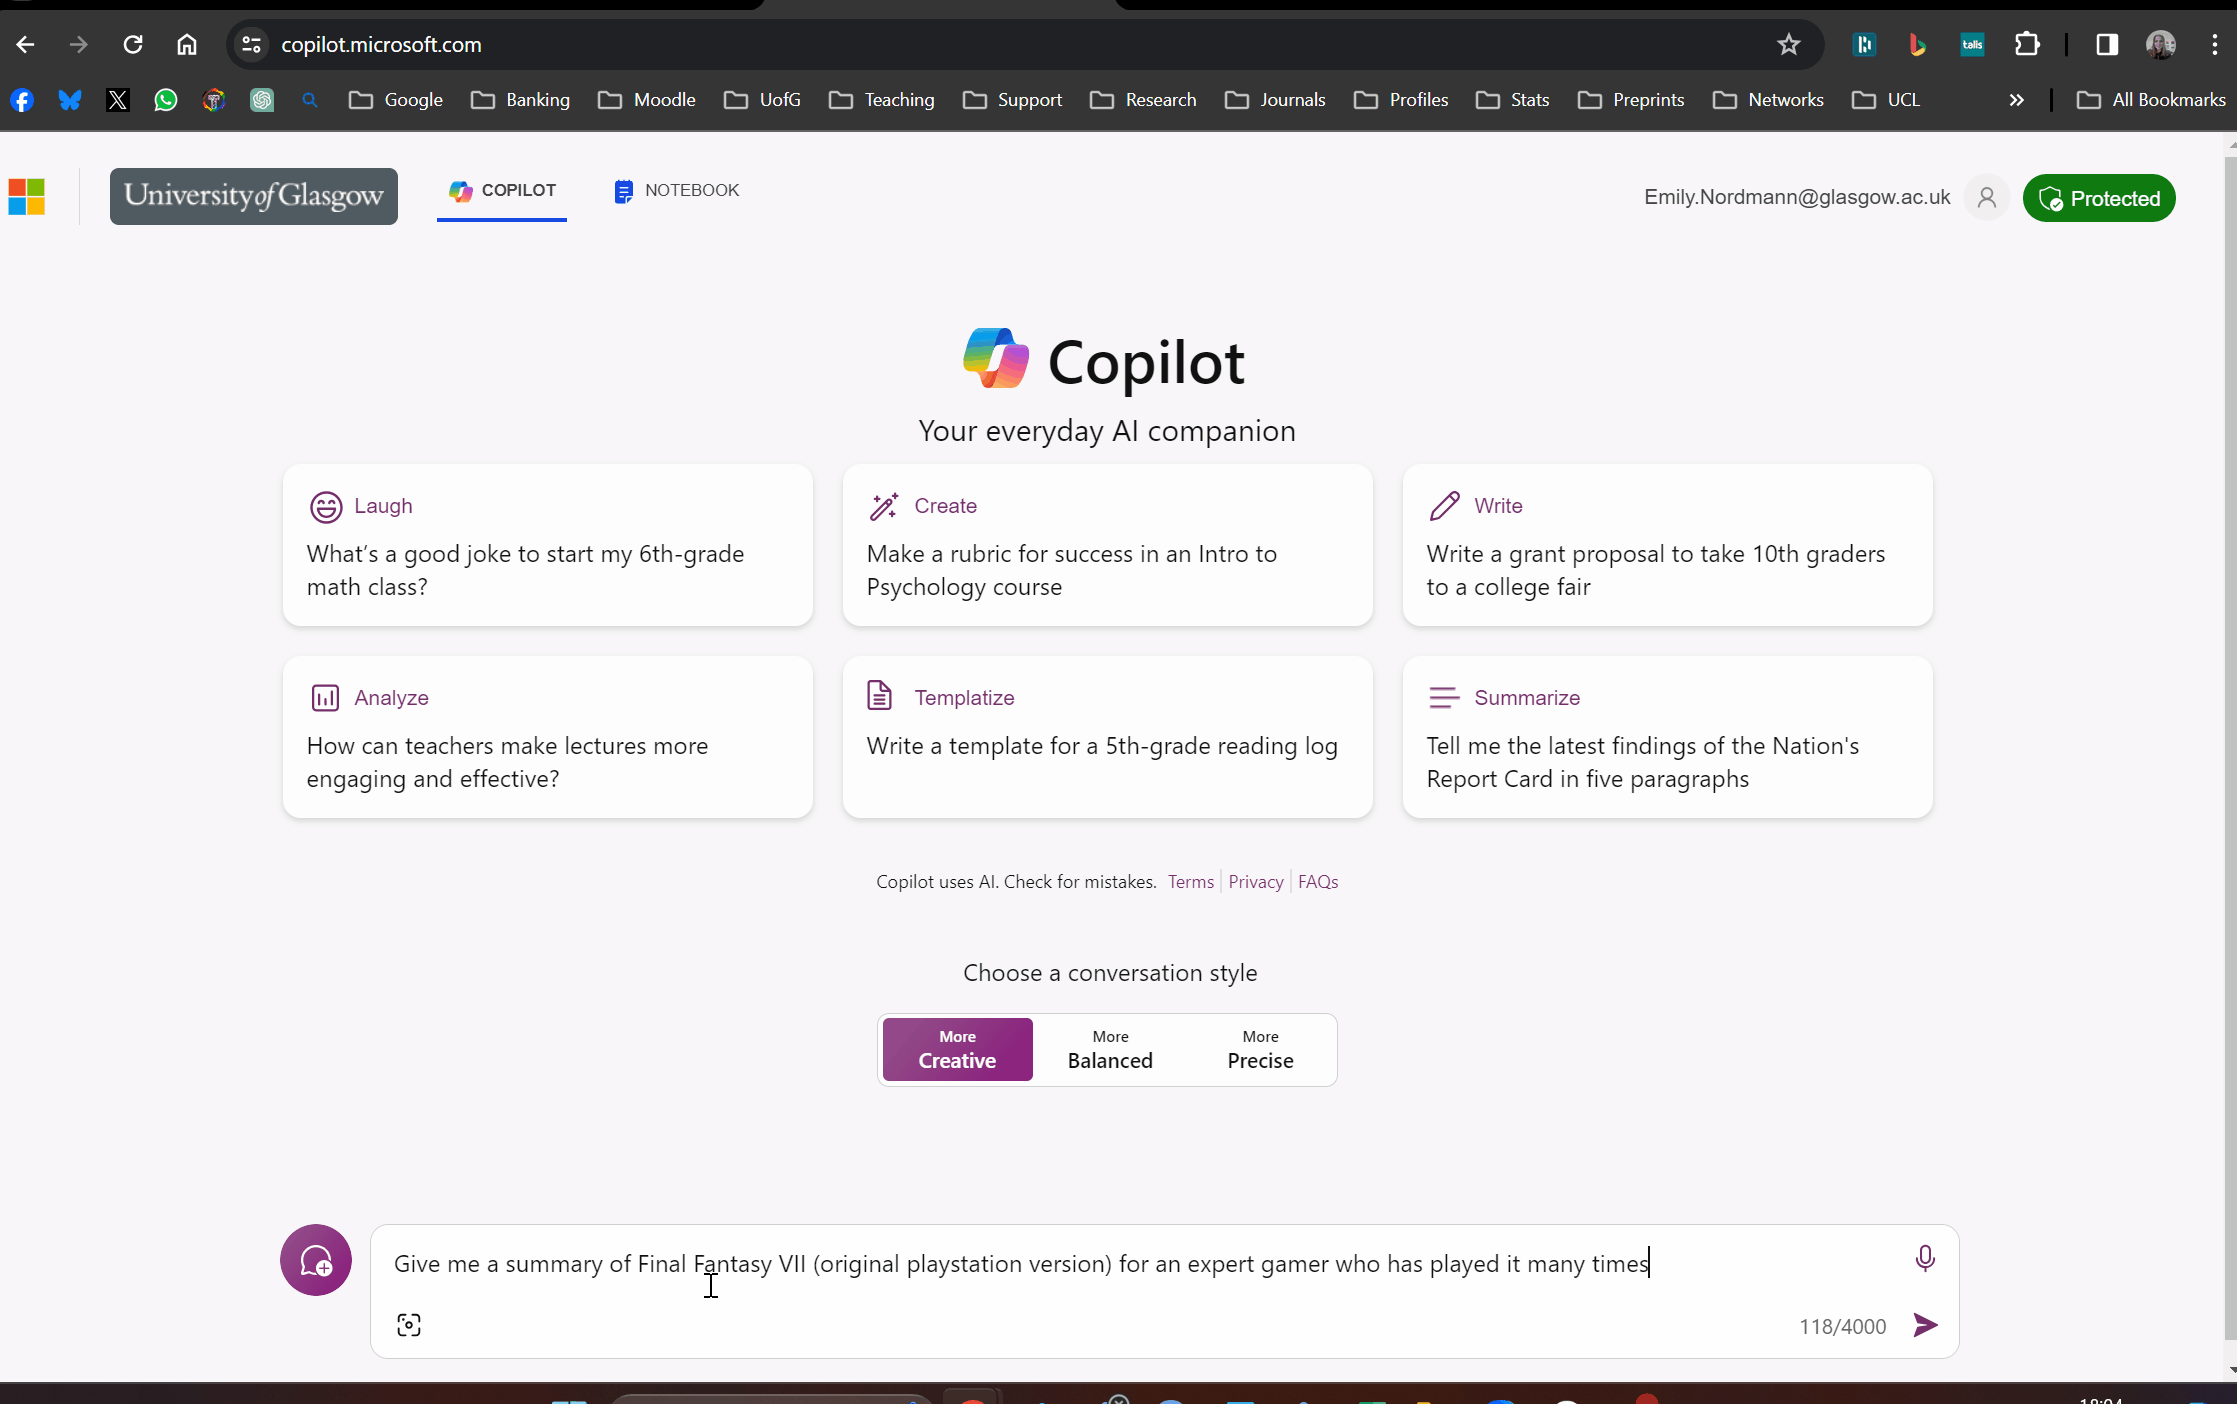 copilot.microsoft.com
talis
Google Banking Moodle UofG Teaching Support Research Journals Profiles Stats Preprints Networks UCL » All Bookmarks
University of Glasgow COPILOT NOTEBOOK Emily.Nordmann@glasgow.ac.uk Protected
Copilot
Your everyday AI companion
Laugh
What's a good joke to start my 6th-grade
math class?
Create
Make a rubric for success in an Intro to
Psychology course
Write
Write a grant proposal to take 10th graders
to a college fair
Analyze
How can teachers make lectures more
engaging and effective?
Templatize
Write a template for a 5th-grade reading log
Summarize
Tell me the latest findings of the Nation's
Report Card in five paragraphs
Copilot uses AI. Check for mistakes. Terms Privacy FAQs
Choose a conversation style
More
Creative
More
Balanced
More
Precise
Give me a summary of Final Fantasy VII (original playstation version) for an expert gamer who has played it many times
118/4000